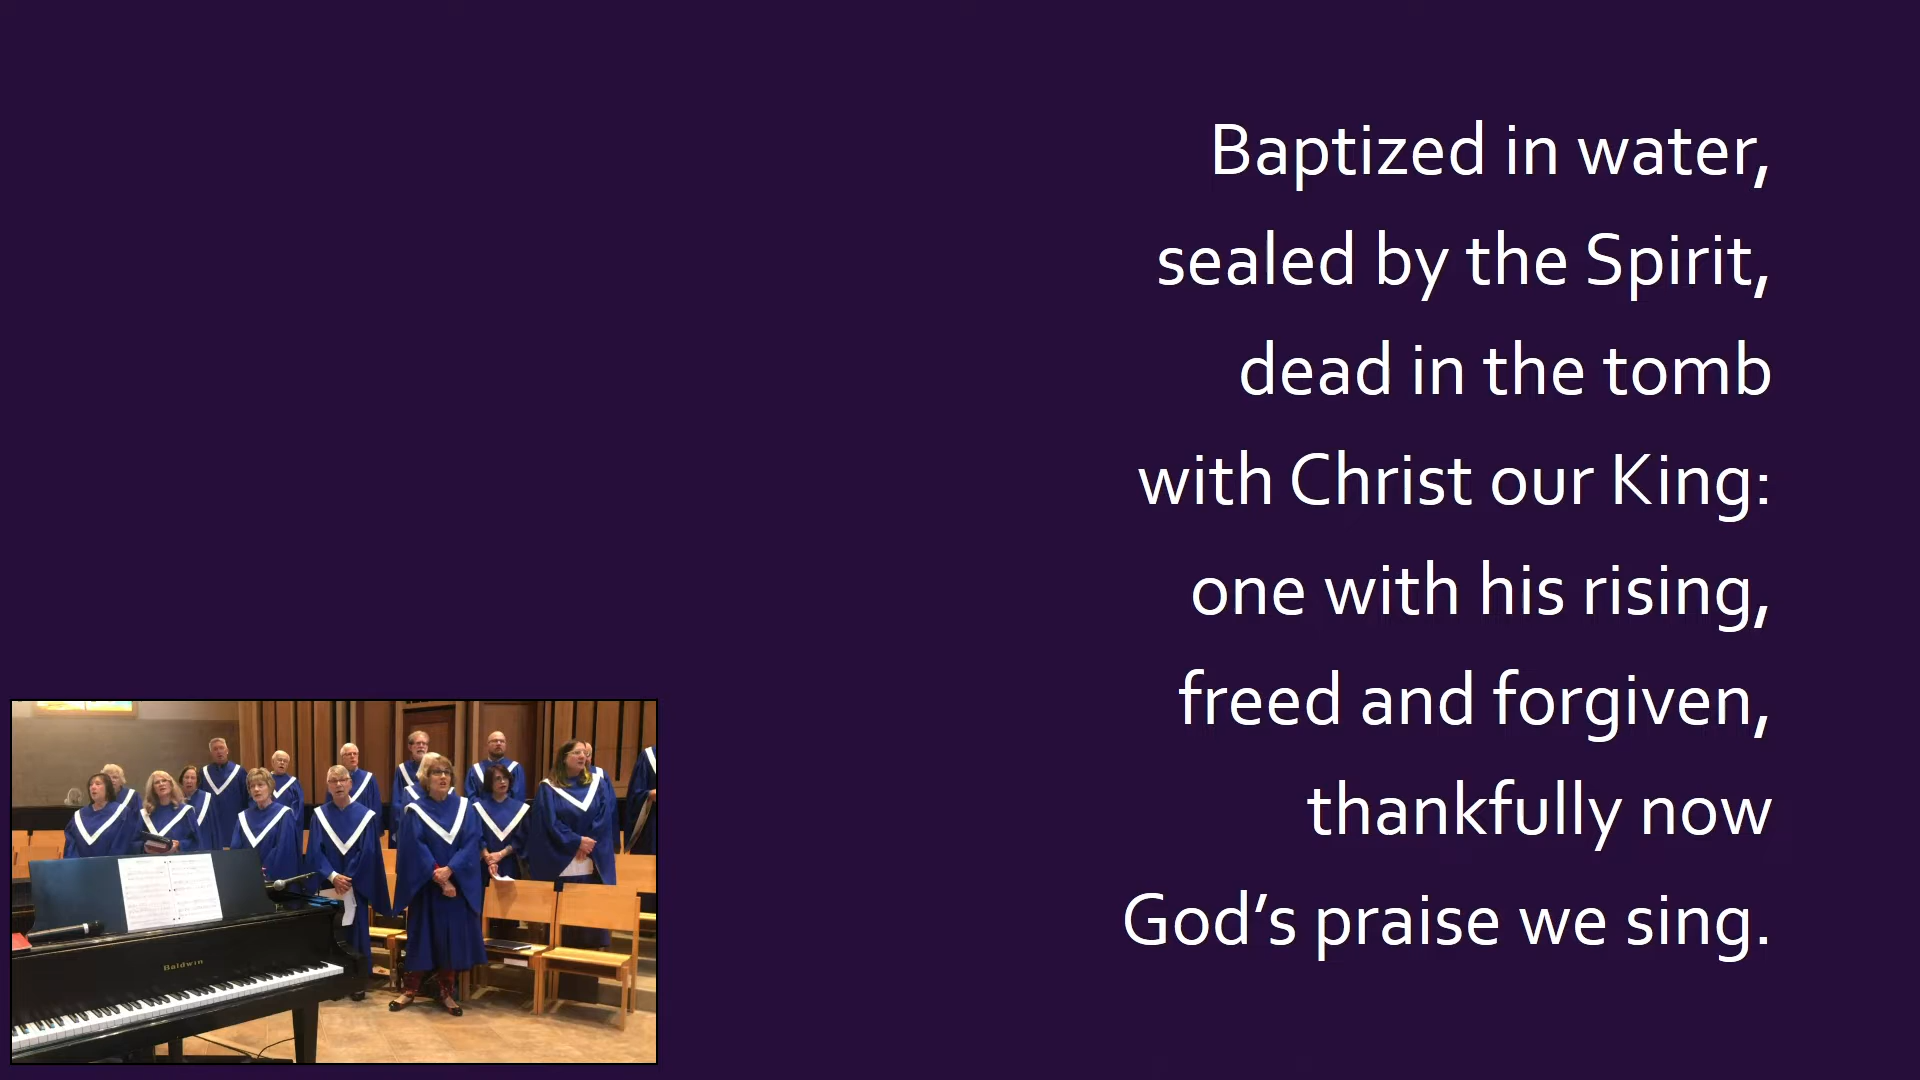 Baptized in water,
sealed by the Spirit,
dead in the tomb
with Christ our King:
one with his rising,
freed and forgiven,
thankfully now
God’s praise we sing.
Baldwin